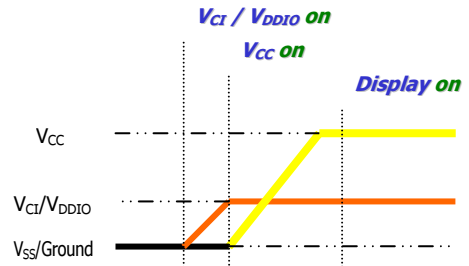 VCI / VDDIO on
VCC on
Display on
VCC
VCI/VDDIO
VSS/Ground